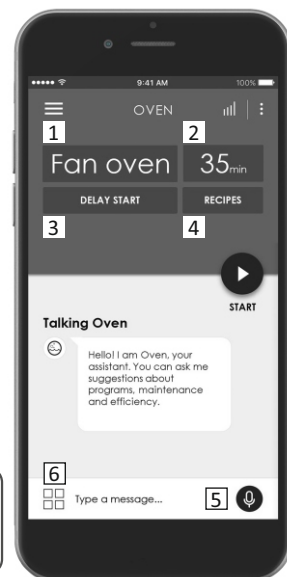 9:41 AM 100%
OVEN
1 2
Fan oven 35min
DELAY START RECIPES
3 4
START
Talking Oven
Hello! I am Oven, your
assistant. You can ask me
suggestions about
programs, maintenance
and efficiency.
6
Type a message... 5